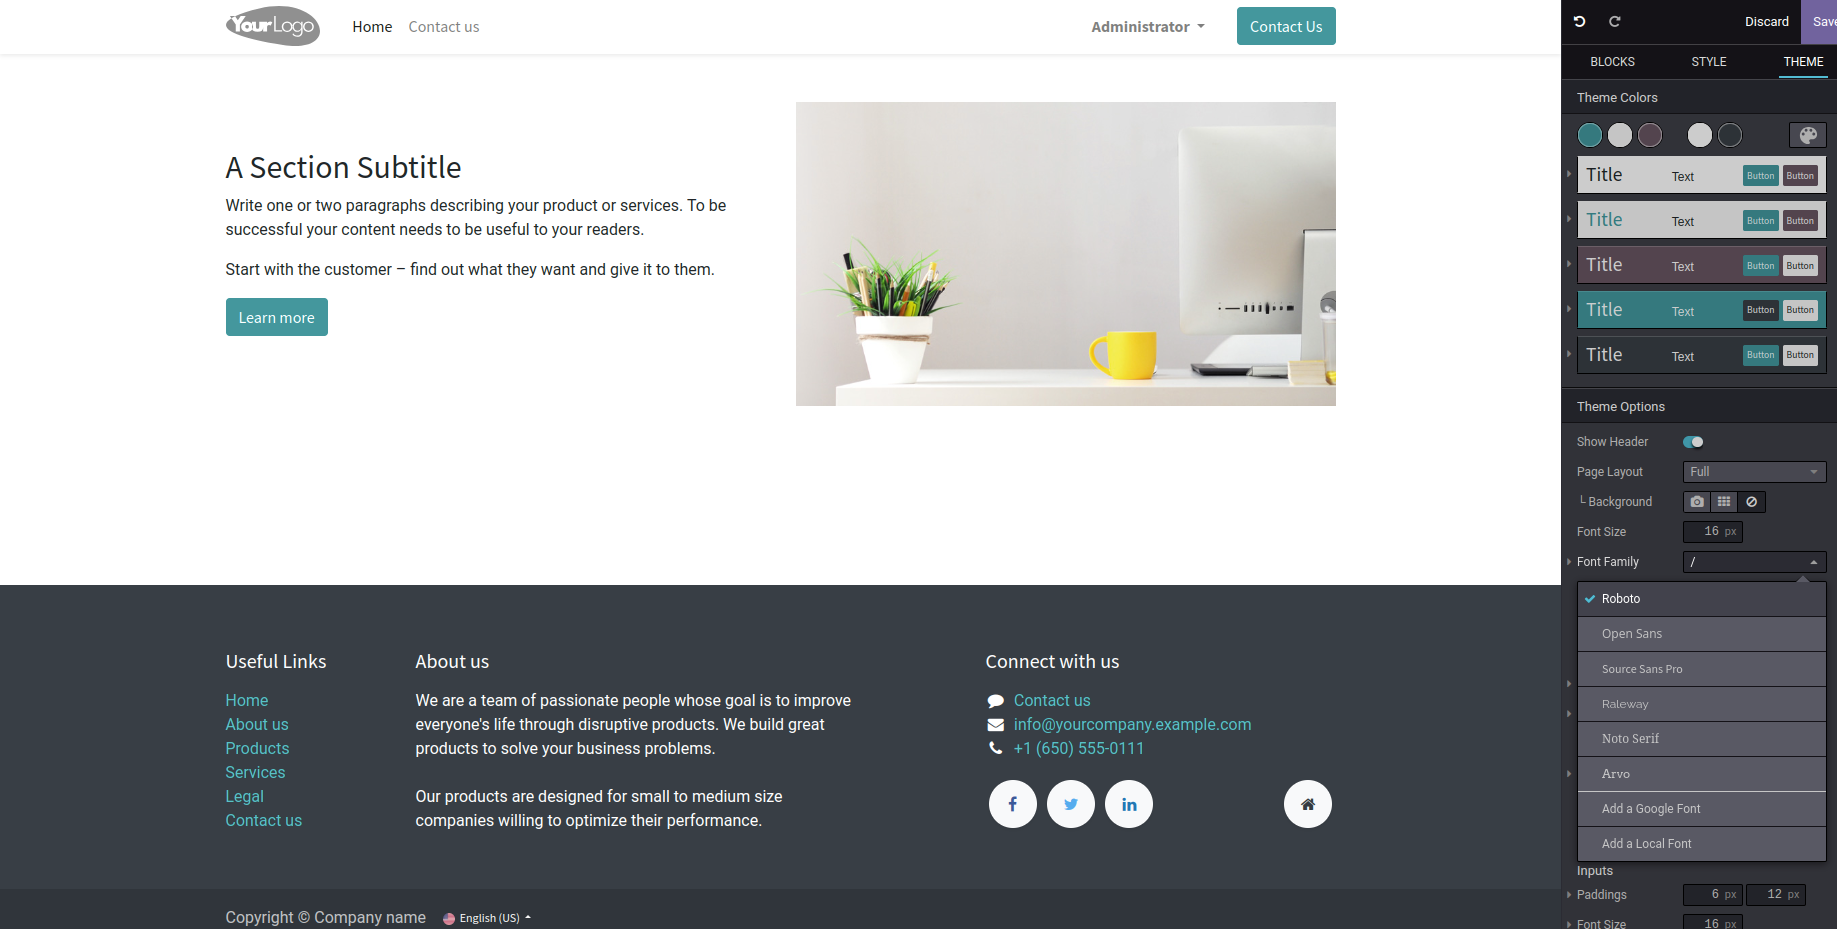 YourLogo
Home
Contact us
Administrator
Contact Us
A Section Subtitle
Write one or two paragraphs describing your product or services. To be
successful your content needs to be useful to your readers.
Start with the customer – find out what they want and give it to them.
Learn more
Useful Links
Home
About us
Products
Services
Legal
Contact us
About us
We are a team of passionate people whose goal is to improve
everyone's life through disruptive products. We build great
products to solve your business problems.
Our products are designed for small to medium size
companies willing to optimize their performance.
Connect with us
Contact us
info@yourcompany.example.com
+1 (650) 555-0111
Copyright © Company name
English (US)
Discard
Save
BLOCKS
STYLE
THEME
Theme Colors
Title Text Button Button
Title Text Button Button
Title Text Button Button
Title Text Button Button
Title Text Button Button
Theme Options
Show Header
Page Layout Full
└ Background
Font Size 16 px
Font Family /
Roboto
Open Sans
Source Sans Pro
Raleway
Noto Serif
Arvo
Add a Google Font
Add a Local Font
Inputs
Paddings 6 px 12 px
Font Size 16 px